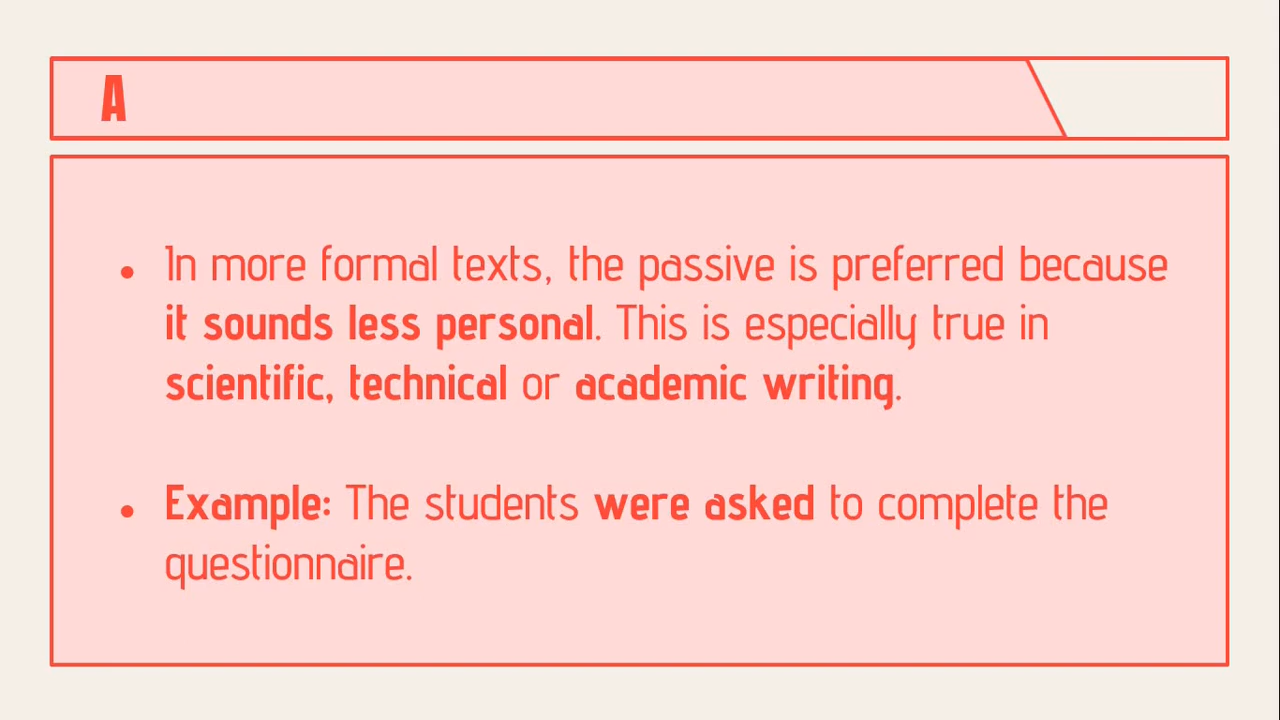 A
• In more formal texts, the passive is preferred because
it sounds less personal. This is especially true in
scientific, technical or academic writing.
• Example: The students were asked to complete the
questionnaire.